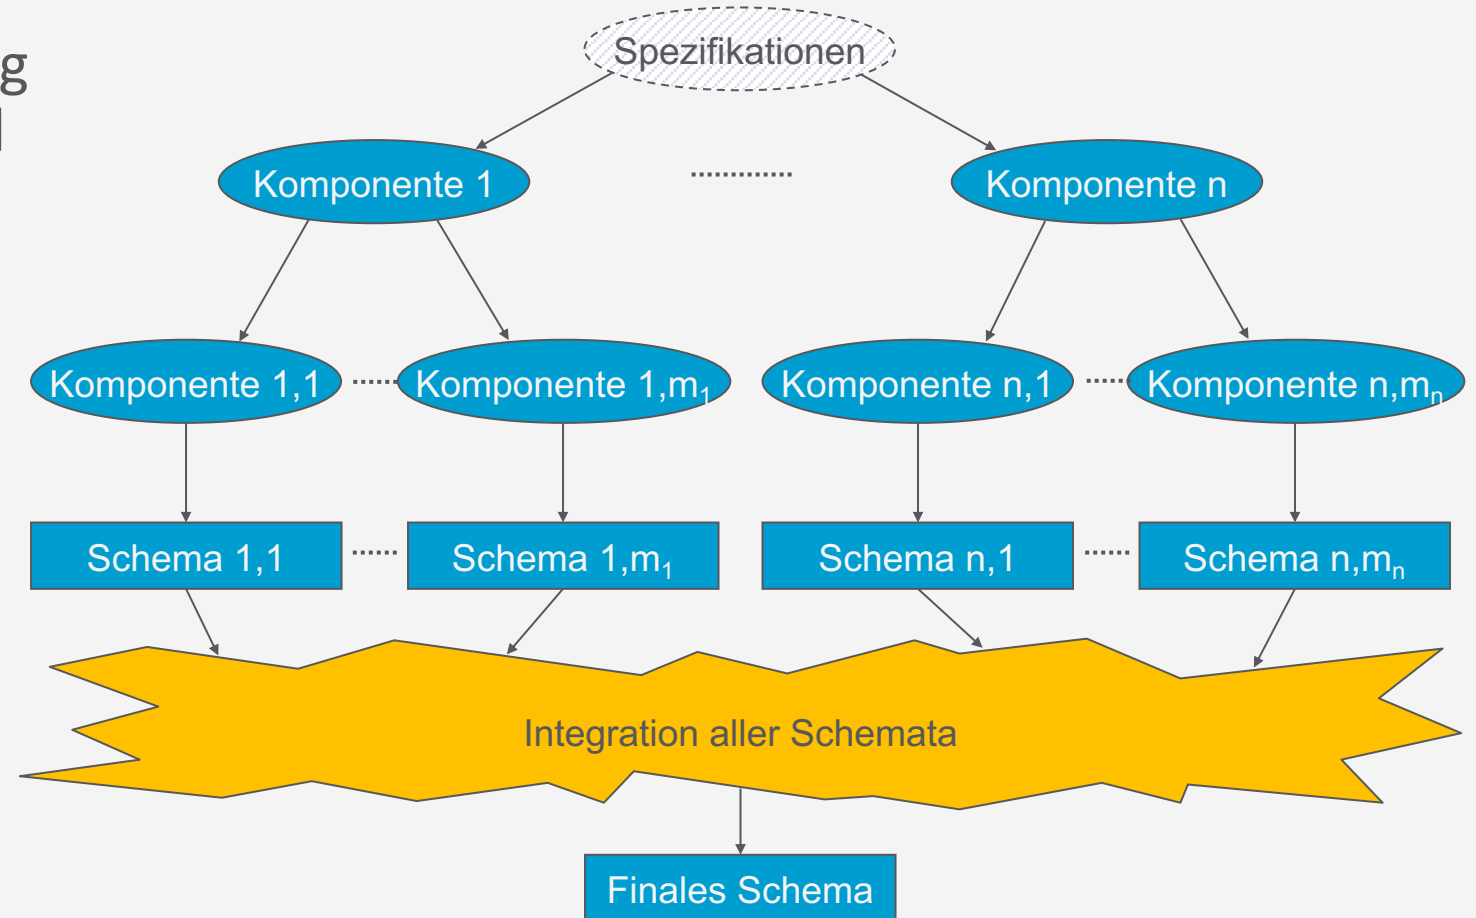 Spezifikationen
Komponente 1
Komponente n
Komponente 1,1
Komponente 1,m₁
Komponente n,1
Komponente n,mₙ
Schema 1,1
Schema 1,m₁
Schema n,1
Schema n,mₙ
Integration aller Schemata
Finales Schema